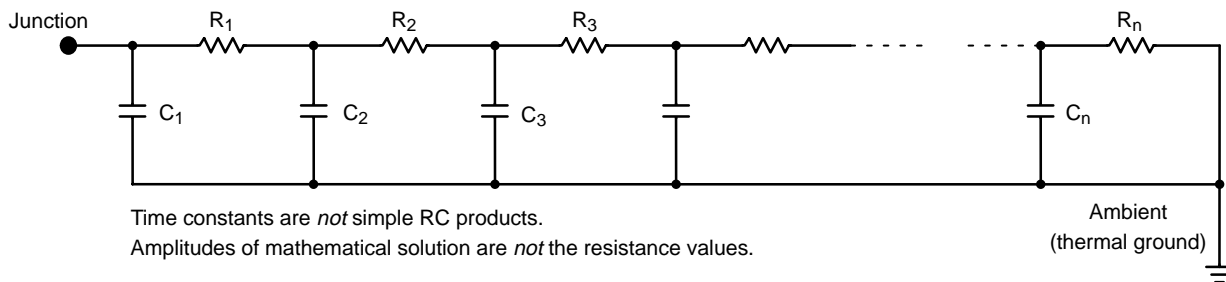 Junction
R1
R2
R3
Rn
C1
C2
C3
Cn
Time constants are not simple RC products.
Amplitudes of mathematical solution are not the resistance values.
Ambient
(thermal ground)